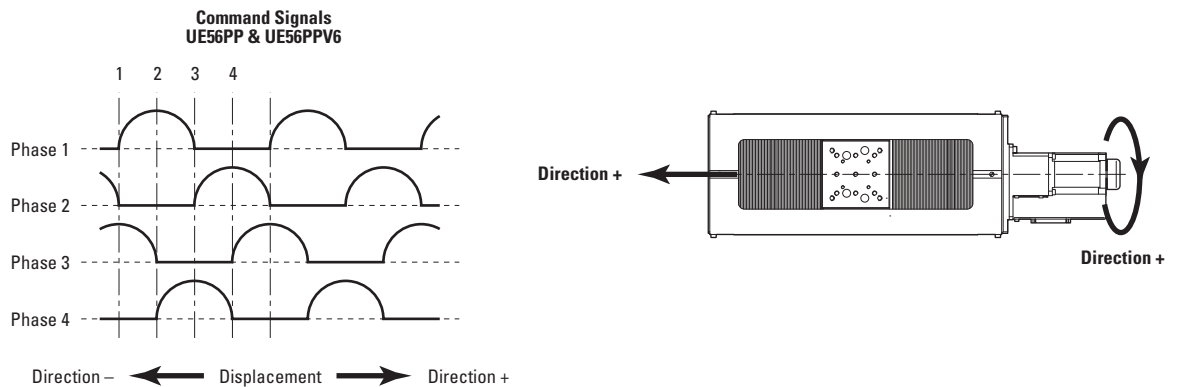 Command Signals
UE56PP & UE56PPV6
1 2 3 4
Phase 1
Phase 2
Phase 3
Phase 4
Direction – Displacement Direction +
Direction +
Direction +